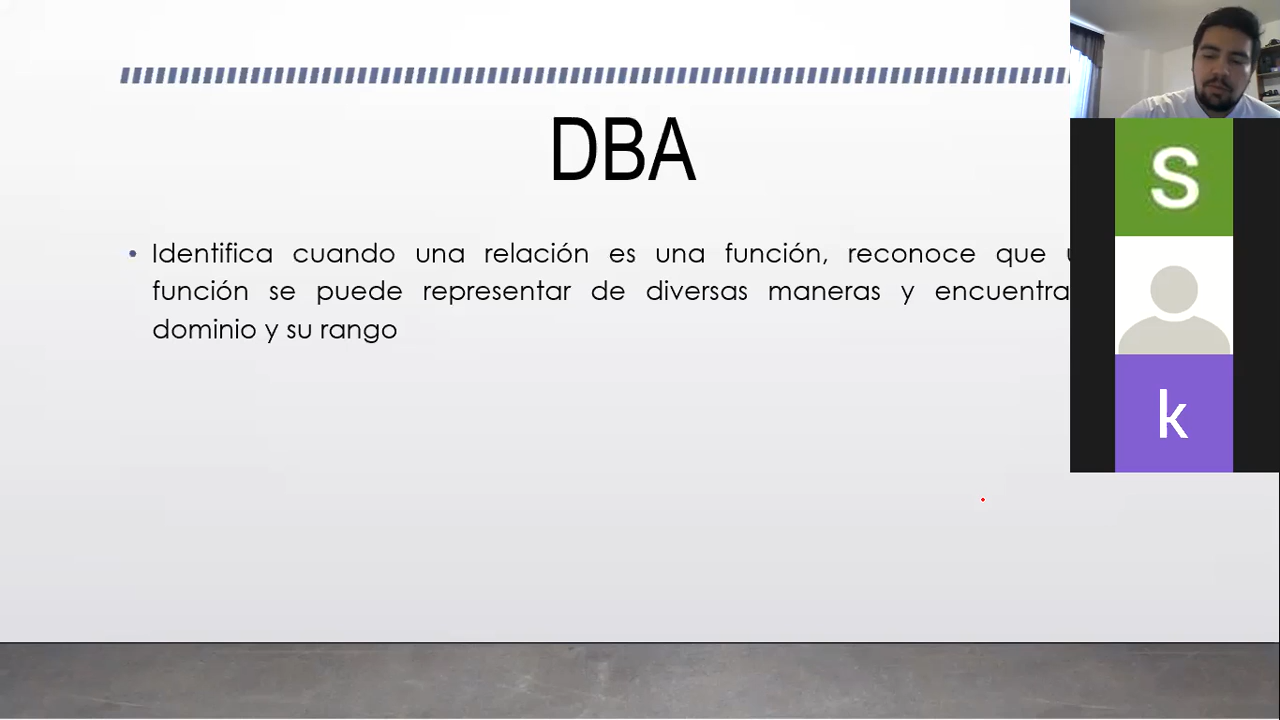 DBA
• Identifica cuando una relación es una función, reconoce que
función se puede representar de diversas maneras y encuentra
dominio y su rango
S
k